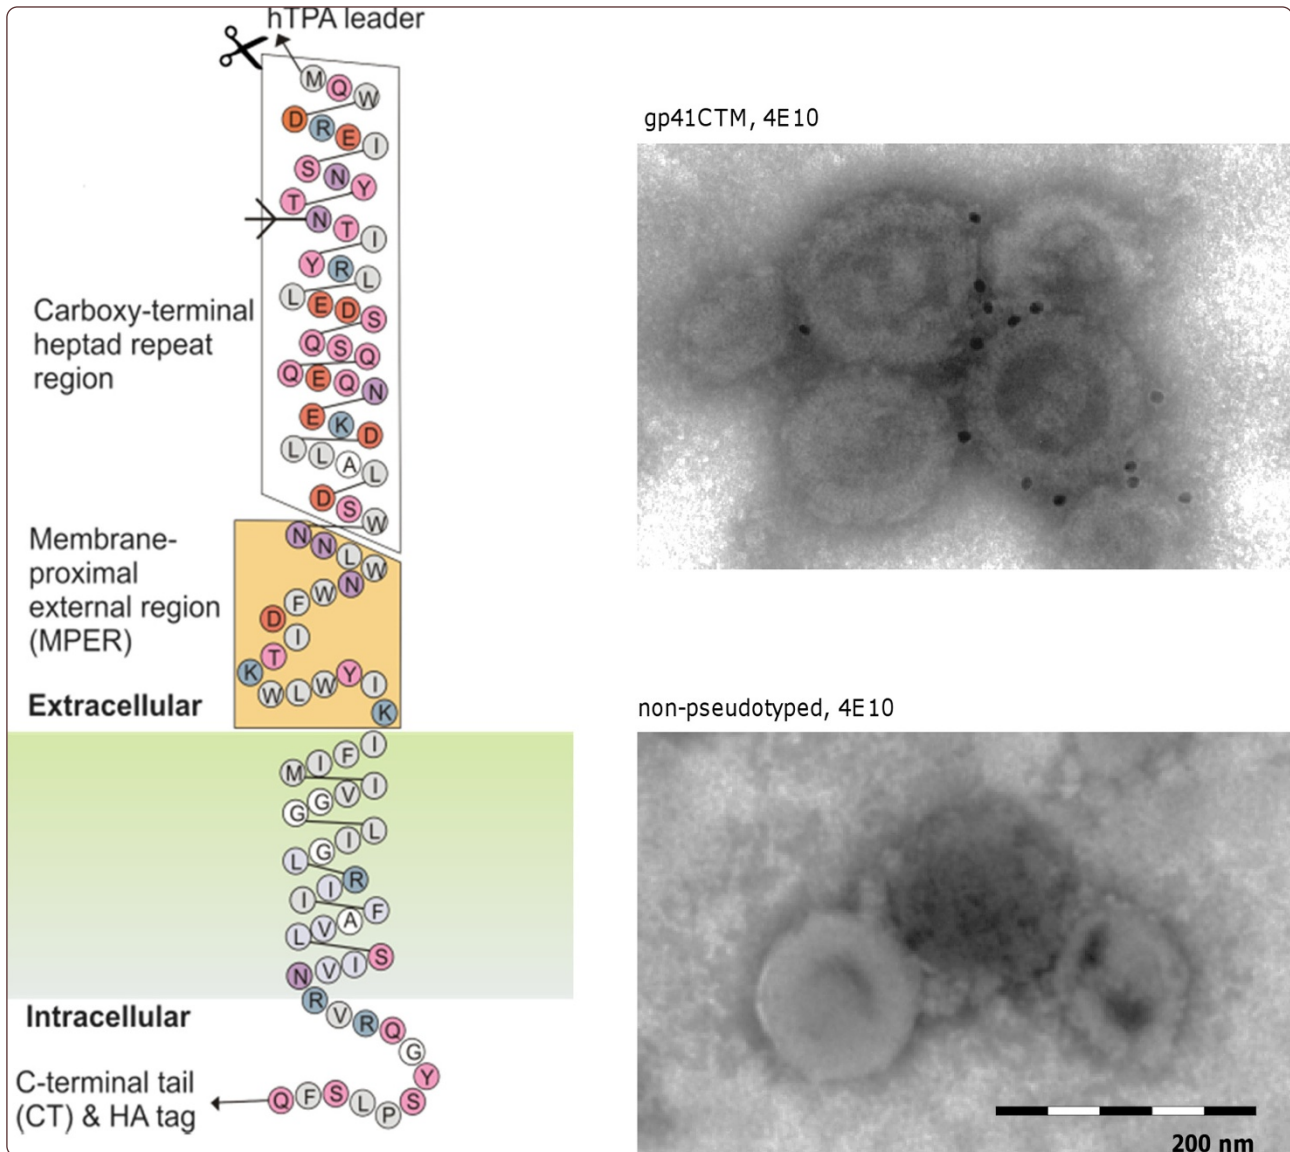 hTPA leader
M Q W
D R E I
S N Y
T N T I
Y R L
L E D S
Q S Q
Q E Q N
E K D
L L A L
D S W
Carboxy-terminal
heptad repeat
region
N N L W
D F W N
I
T
K W L W Y I K
Membrane-
proximal
external region
(MPER)
Extracellular
M I F I
G G V I
L G I L
I I R
L V A F
N V I S
R V R Q G Y
Q F S L P S
Intracellular
C-terminal tail
(CT) & HA tag
gp41CTM, 4E10
non-pseudotyped, 4E10
200 nm